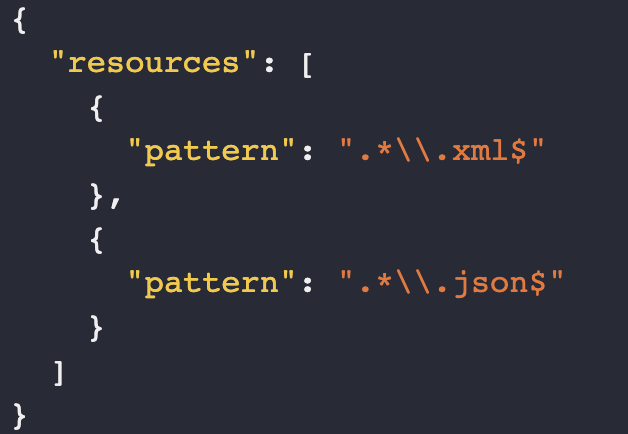 {
  "resources": [
    {
      "pattern": ".*\\.xml$"
    },
    {
      "pattern": ".*\\.json$"
    }
  ]
}